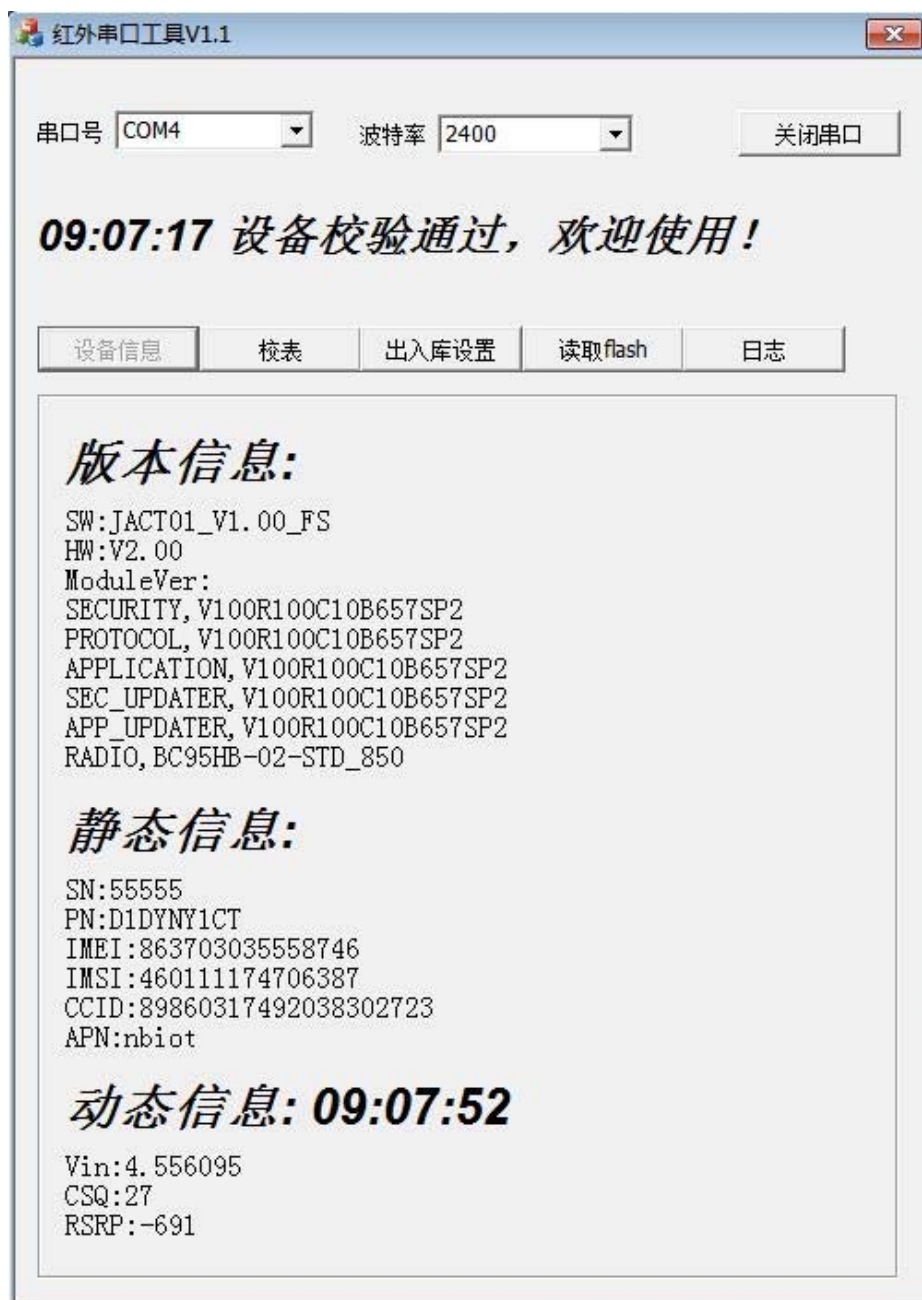 红外串口工具V1.1
串口号 COM4 波特率 2400 关闭串口
09:07:17 设备校验通过，欢迎使用！
设备信息 校表 出入库设置 读取flash 日志
版本信息:
SW:JACT01_V1.00_FS
HW:V2.00
ModuleVer:
SECURITY,V100R100C10B657SP2
PROTOCOL,V100R100C10B657SP2
APPLICATION,V100R100C10B657SP2
SEC_UPDATER,V100R100C10B657SP2
APP_UPDATER,V100R100C10B657SP2
RADIO,BC95HB-02-STD_850
静态信息:
SN:55555
PN:D1DYNY1CT
IMEI:863703035558746
IMSI:460111174706387
CCID:89860317492038302723
APN:nbiot
动态信息: 09:07:52
Vin:4.556095
CSQ:27
RSRP:-691